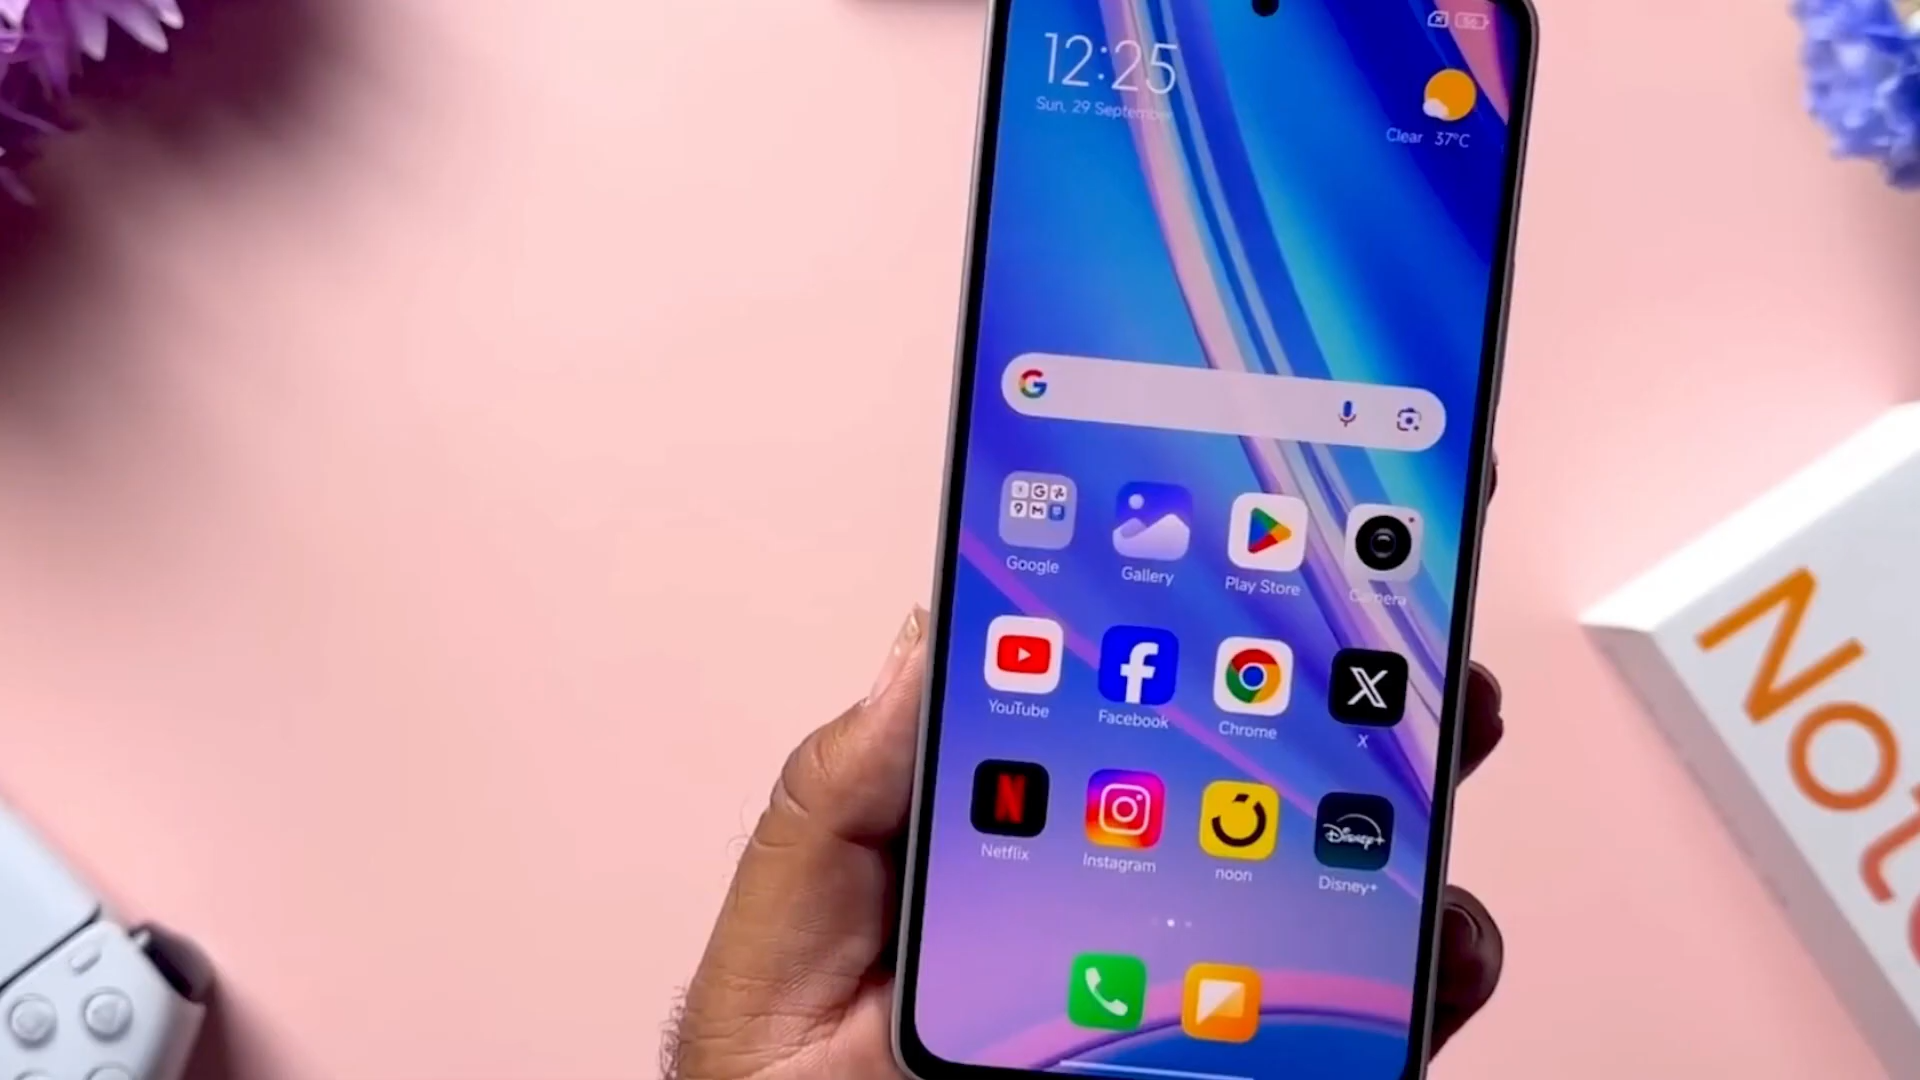 12:25
Sun, 29 September
Clear 37°C
Google
Gallery
Play Store
Camera
YouTube
Facebook
Chrome
X
Netflix
Instagram
noon
Disney+
Disney+
Note